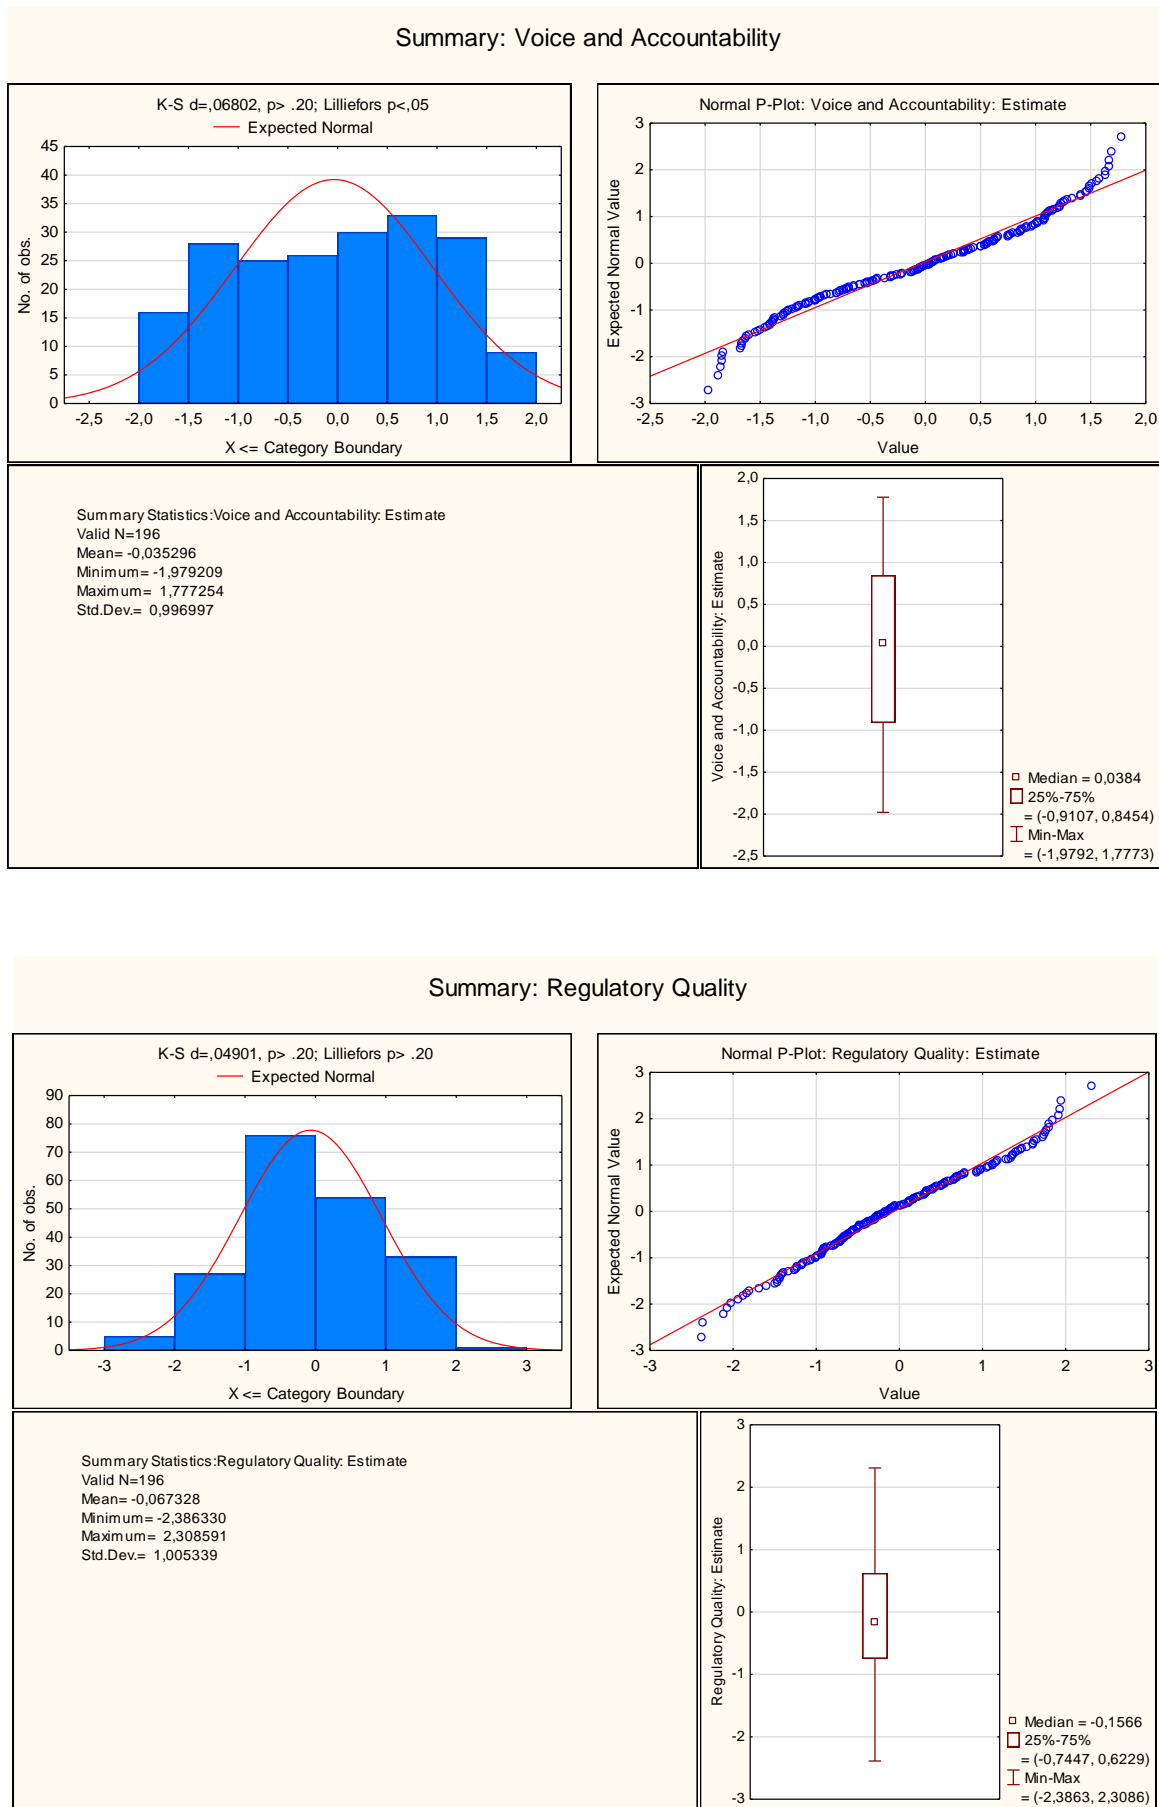 Summary: Voice and Accountability
K-S d=,06802, p> .20; Lilliefors p<,05
Expected Normal
45
40
35
30
25
20
15
10
5
0
No. of obs.
-2,5 -2,0 -1,5 -1,0 -0,5 0,0 0,5 1,0 1,5 2,0
X <= Category Boundary
Normal P-Plot: Voice and Accountability: Estimate
3
2
1
0
-1
-2
-3
Expected Normal Value
-2,5 -2,0 -1,5 -1,0 -0,5 0,0 0,5 1,0 1,5 2,0
Value
Summary Statistics:Voice and Accountability: Estimate
Valid N=196
Mean= -0,035296
Minimum= -1,979209
Maximum= 1,777254
Std.Dev.= 0,996997
2,0
1,5
1,0
0,5
0,0
-0,5
-1,0
-1,5
-2,0
-2,5
Voice and Accountability: Estimate
Median = 0,0384
25%-75%
= (-0,9107, 0,8454)
Min-Max
= (-1,9792, 1,7773)
Summary: Regulatory Quality
K-S d=,04901, p> .20; Lilliefors p> .20
Expected Normal
90
80
70
60
50
40
30
20
10
0
No. of obs.
-3 -2 -1 0 1 2 3
X <= Category Boundary
Normal P-Plot: Regulatory Quality: Estimate
3
2
1
0
-1
-2
-3
Expected Normal Value
-3 -2 -1 0 1 2 3
Value
Summary Statistics:Regulatory Quality: Estimate
Valid N=196
Mean= -0,067328
Minimum= -2,386330
Maximum= 2,308591
Std.Dev.= 1,005339
3
2
1
0
-1
-2
-3
Regulatory Quality: Estimate
Median = -0,1566
25%-75%
= (-0,7447, 0,6229)
Min-Max
= (-2,3863, 2,3086)